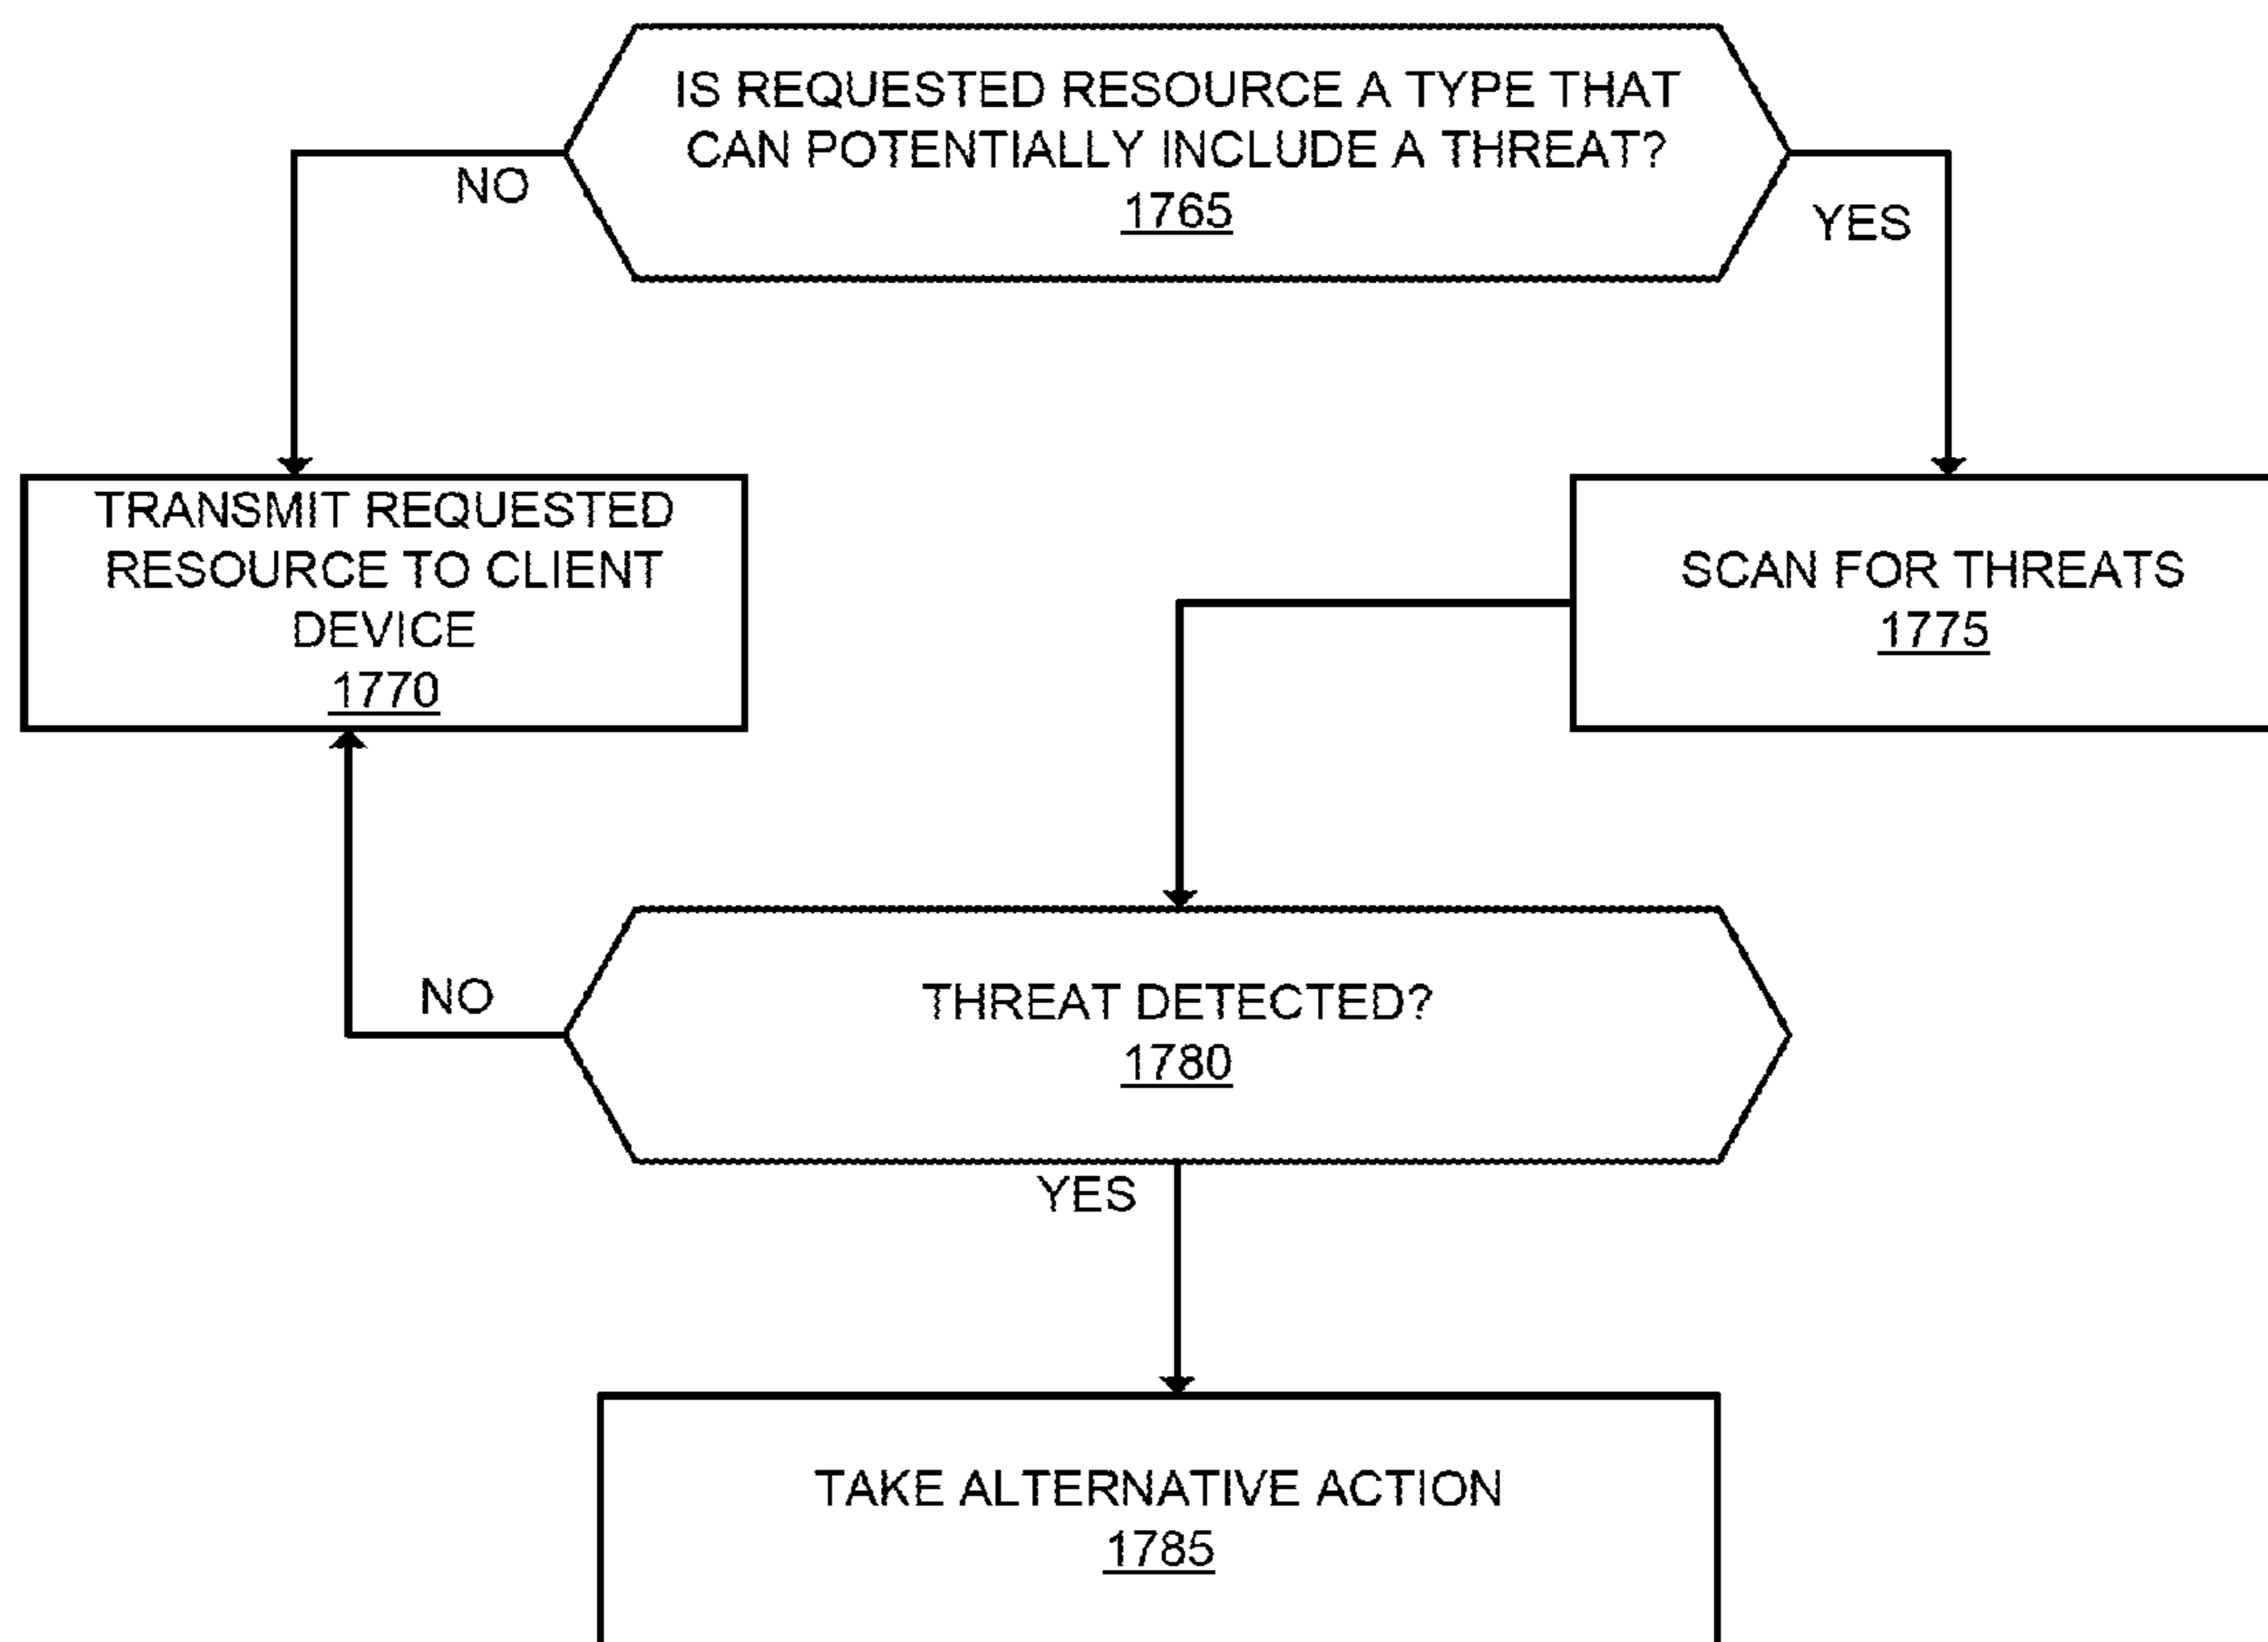 IS REQUESTED RESOURCE A TYPE THAT
CAN POTENTIALLY INCLUDE A THREAT?
1765
NO
YES
TRANSMIT REQUESTED
RESOURCE TO CLIENT
DEVICE
1770
SCAN FOR THREATS
1775
NO
THREAT DETECTED?
1780
YES
TAKE ALTERNATIVE ACTION
1785